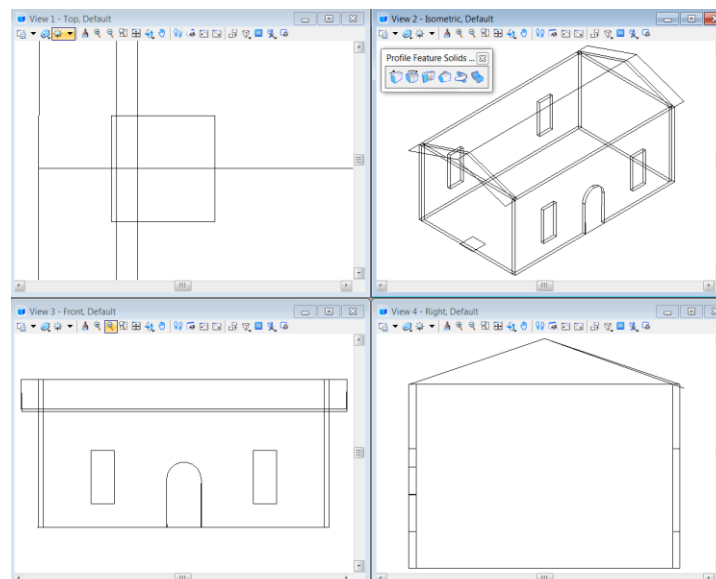 View 1 - Top, Default
View 2 - Isometric, Default
Profile Feature Solids ...
View 3 - Front, Default
View 4 - Right, Default